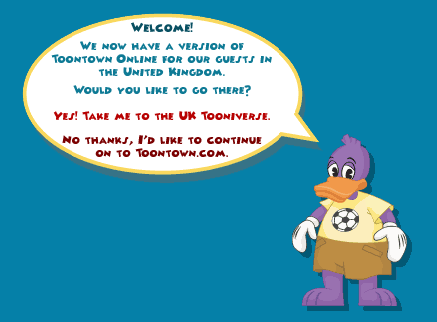 Welcome!
We now have a version of
Toontown Online for our guests in
the United Kingdom.
Would you like to go there?
Yes! Take me to the UK Tooniverse.
No thanks, I'd like to continue
on to Toontown.com.